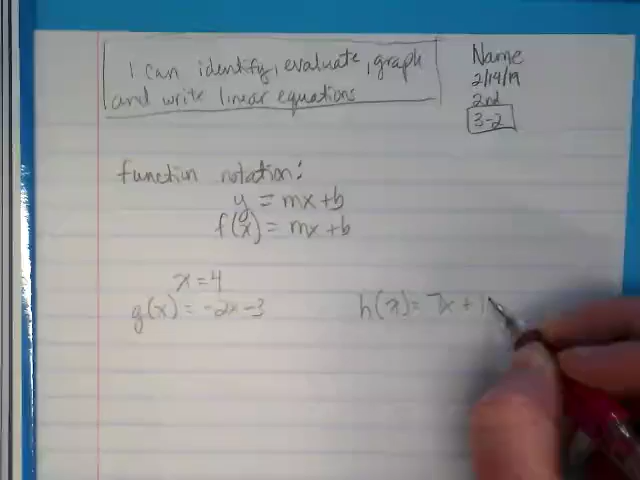 I can identify, evaluate, graph
and write linear equations
Name
2/14/19
2nd
3-2
function notation:
y = mx+b
f(x) = mx+b
x = 4
g(x) = -2x-3
h(x) = 7x + 1